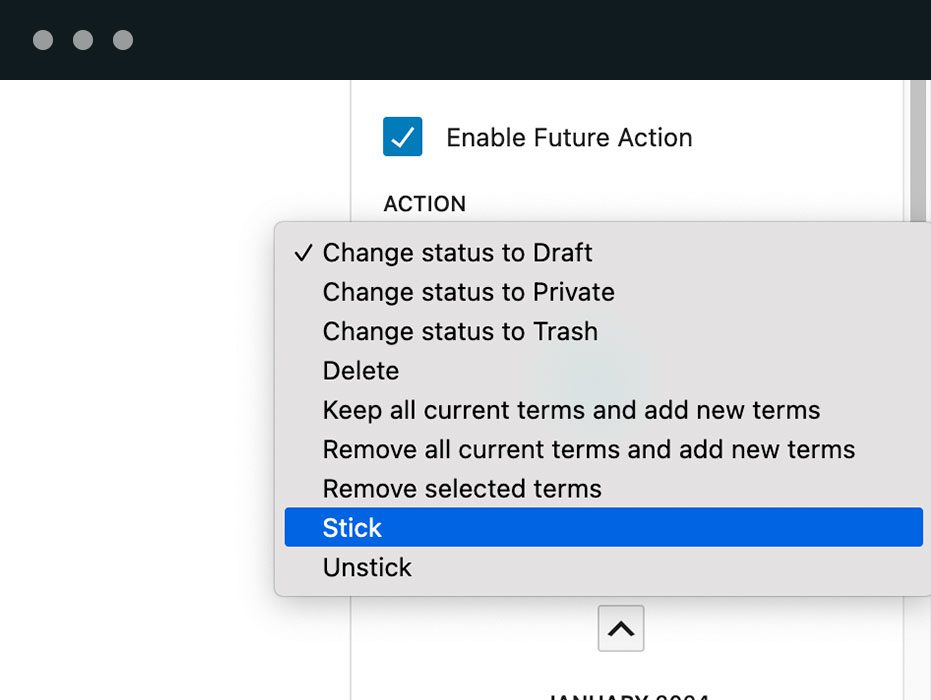 Enable Future Action
ACTION
✓ Change status to Draft
Change status to Private
Change status to Trash
Delete
Keep all current terms and add new terms
Remove all current terms and add new terms
Remove selected terms
Stick
Unstick
JANUARY 2024